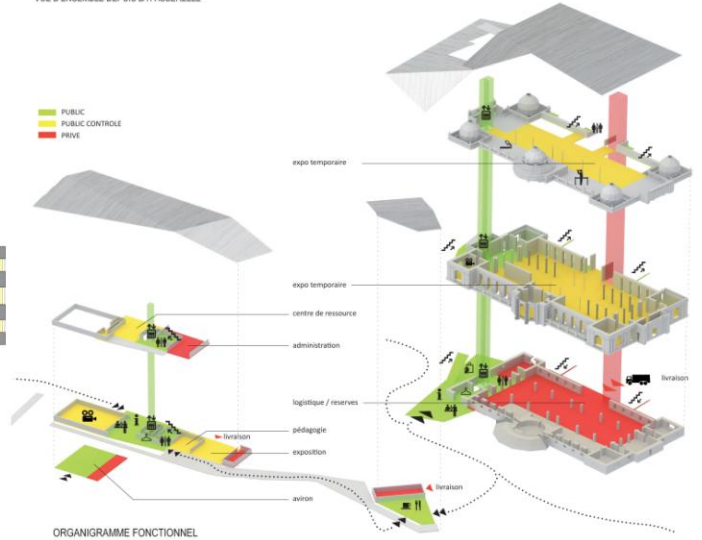 PUBLIC
PUBLIC CONTROLE
PRIVE
expo temporaire
expo temporaire
centre de ressource
administration
livraison
logistique / reserves
pédagogie
livraison
exposition
livraison
aviron
ORGANIGRAMME FONCTIONNEL